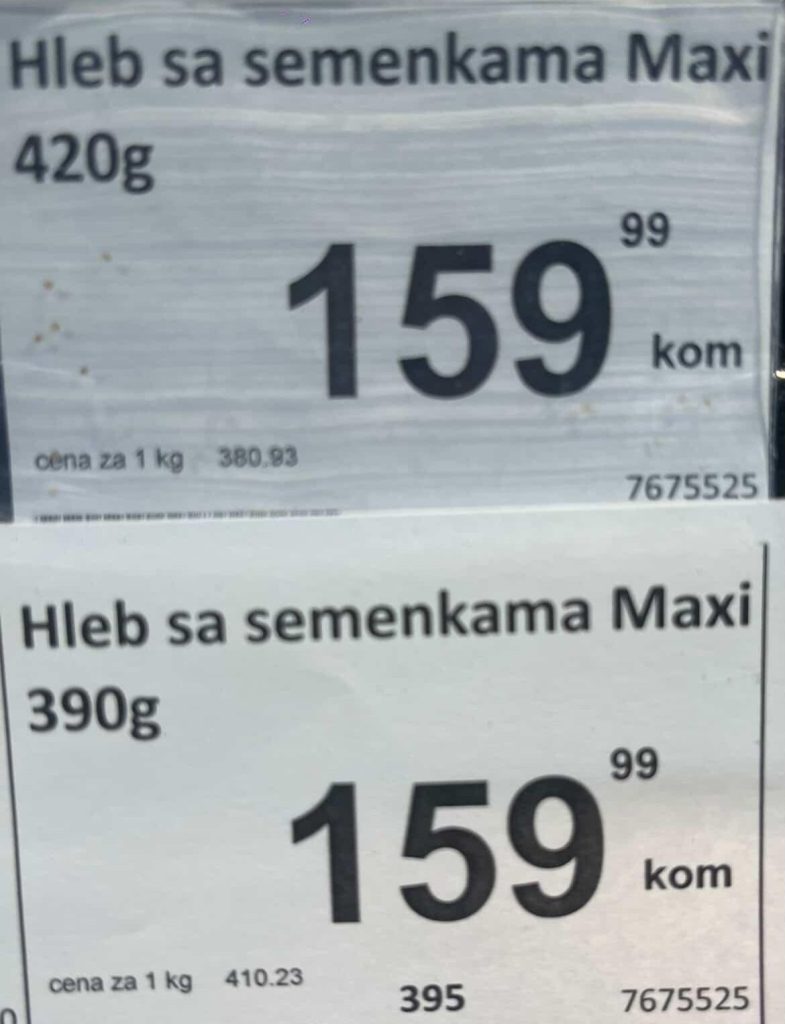 Hleb sa semenkama Maxi
420g
159 99
kom
cena za 1 kg 380.93
7675525
Hleb sa semenkama Maxi
390g
159 99
kom
cena za 1 kg 410.23
395 7675525